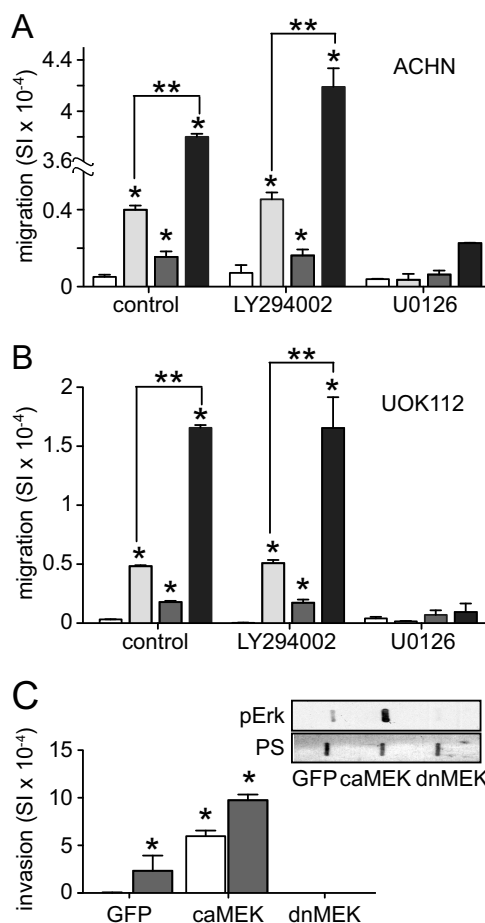 A
ACHN
migration (SI x 10-4)
4.4
4
3.6
0.4
0
**
**
*
*
*
*
*
*
control
LY294002
U0126
B
UOK112
migration (SI x 10-4)
2
1.5
1
0.5
0
**
**
*
*
*
*
*
*
control
LY294002
U0126
C
pErk
PS
GFP caMEK dnMEK
invasion (SI x 10-4)
15
10
5
0
*
*
*
GFP
caMEK
dnMEK